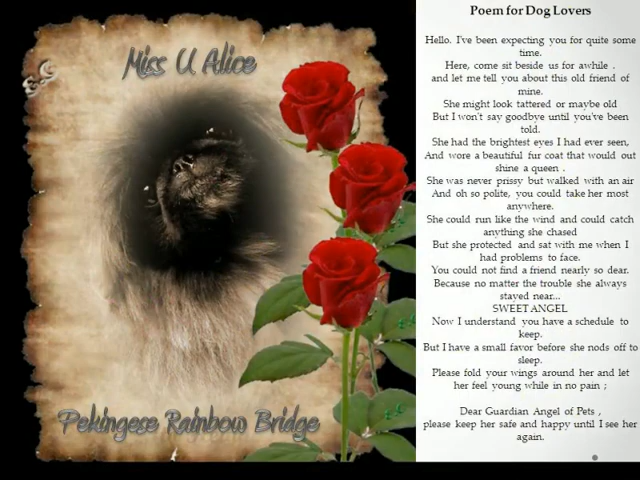 Miss U Alice
Pekingese Rainbow Bridge
Poem for Dog Lovers
Hello. I've been expecting you for quite some
time.
Here, come sit beside us for awhile .
and let me tell you about this old friend of
mine.
She might look tattered or maybe old
But I won't say goodbye until you've been
told.
She had the brightest eyes I had ever seen,
And wore a beautiful fur coat that would out
shine a queen .
She was never prissy but walked with an air
And oh so polite, you could take her most
anywhere.
She could run like the wind and could catch
anything she chased
But she protected and sat with me when I
had problems to face.
You could not find a friend nearly so dear.
Because no matter the trouble she always
stayed near...
SWEET ANGEL
Now I understand you have a schedule to
keep.
But I have a small favor before she nods off to
sleep.
Please fold your wings around her and let
her feel young while in no pain ;
Dear Guardian Angel of Pets ,
please keep her safe and happy until I see her
again.